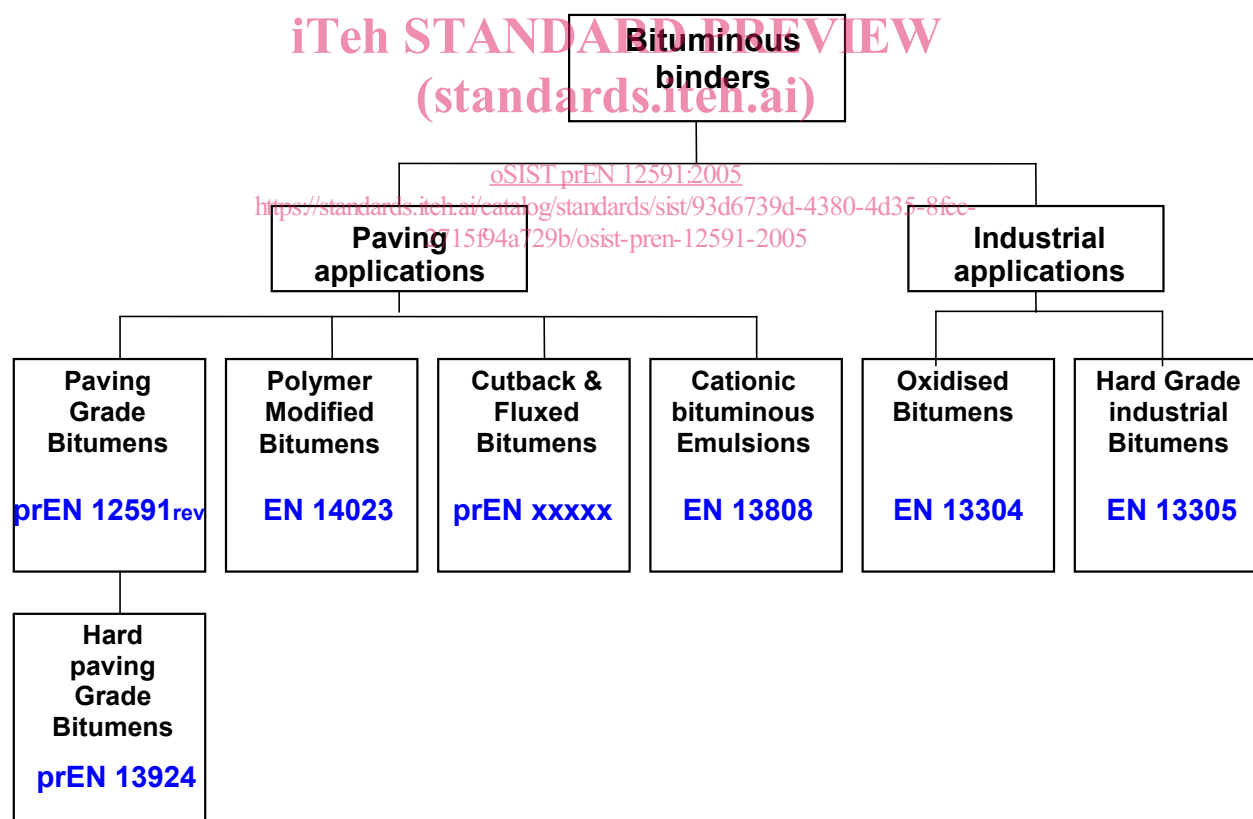 iTeh STANDARD PREVIEW
(standards.iteh.ai)
Bituminous
binders
oSIST prEN 12591:2005
https://standards.iteh.ai/catalog/standards/sist/93d6739d-4380-4d35-8fec-
2715f94a729b/osist-pren-12591-2005
Paving
applications
Industrial
applications
Paving
Grade
Bitumens
prEN 12591rev
Polymer
Modified
Bitumens
EN 14023
Cutback &
Fluxed
Bitumens
prEN xxxxx
Cationic
bituminous
Emulsions
EN 13808
Oxidised
Bitumens
EN 13304
Hard Grade
industrial
Bitumens
EN 13305
Hard
paving
Grade
Bitumens
prEN 13924